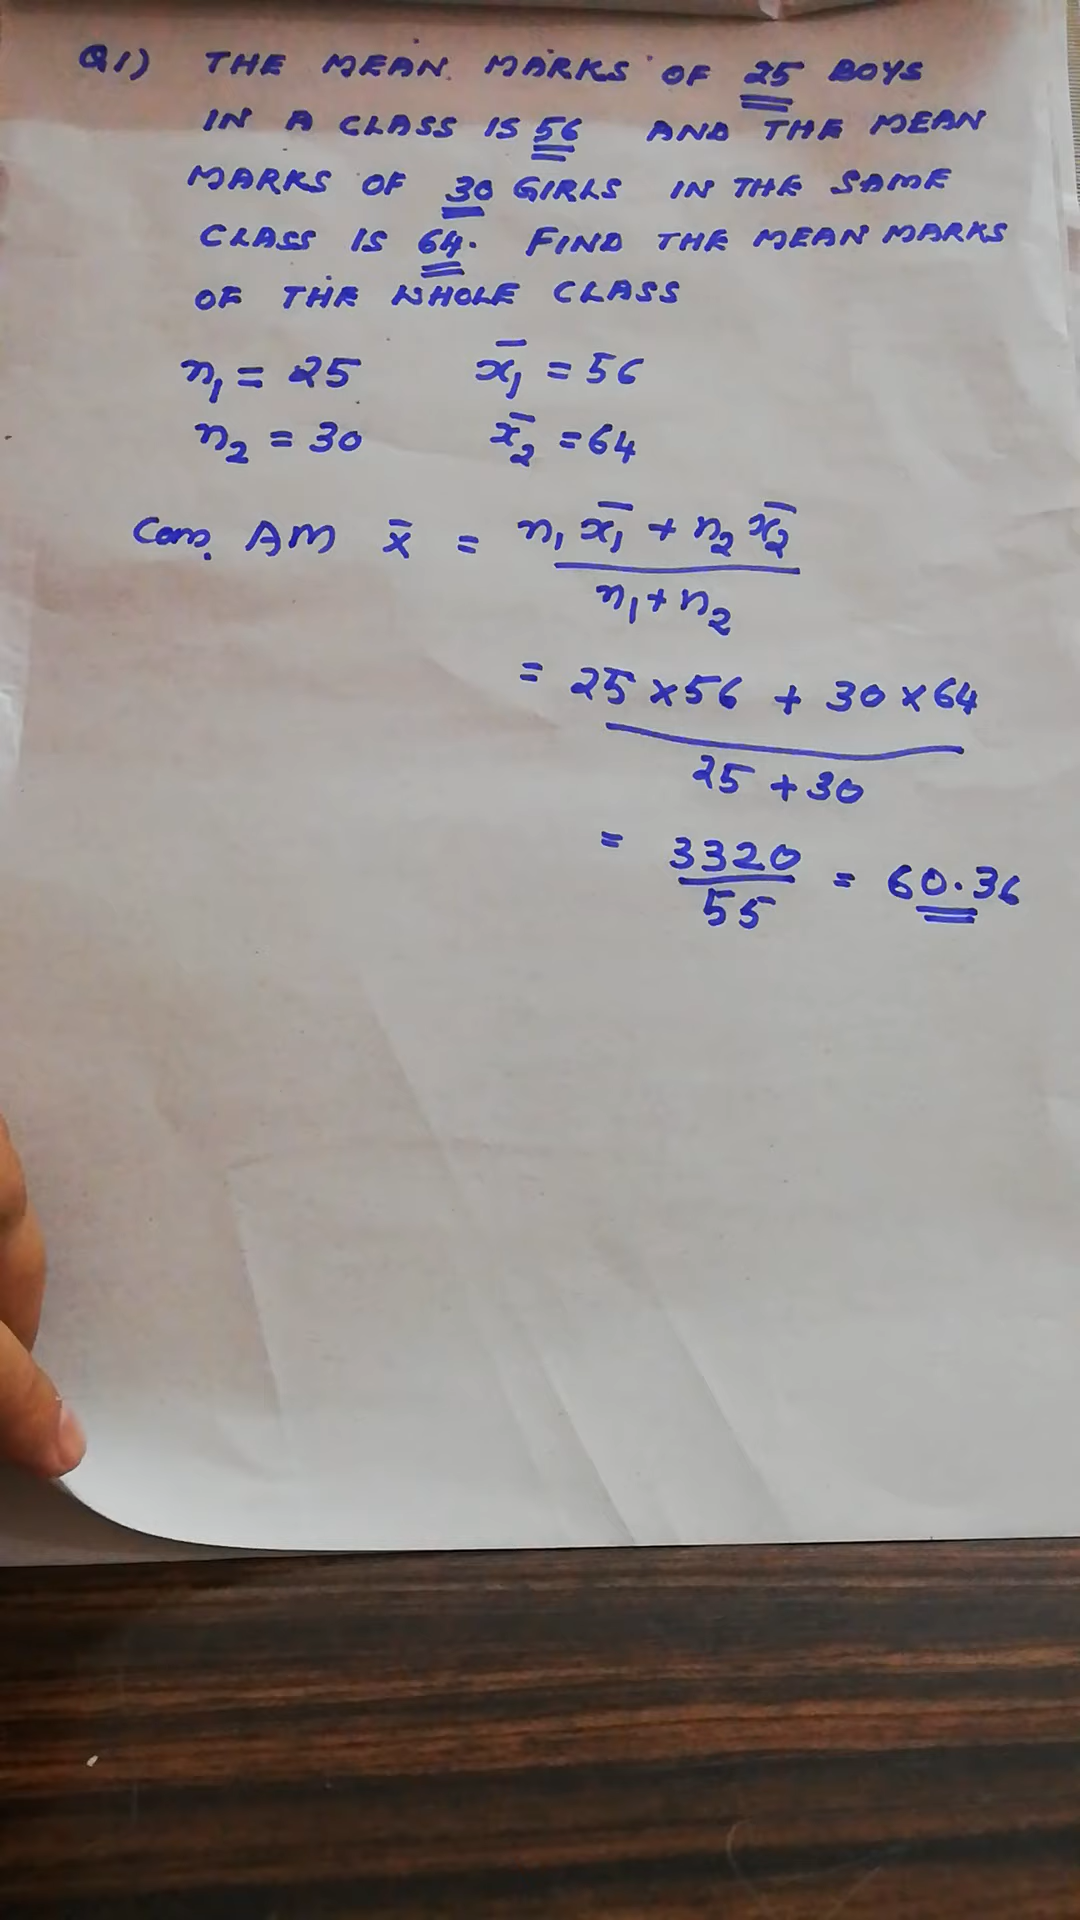 Q1) THE MEAN MARKS OF 25 BOYS
IN A CLASS IS 56 AND THE MEAN
MARKS OF 30 GIRLS IN THE SAME
CLASS IS 64. FIND THE MEAN MARKS
OF THE WHOLE CLASS
n₁ = 25 x̄₁ = 56
n₂ = 30 x̄₂ = 64
Com. AM x̄ = n₁ x̄₁ + n₂ x̄₂
n₁ + n₂
= 25 × 56 + 30 × 64
25 + 30
= 3320 = 60.36
55